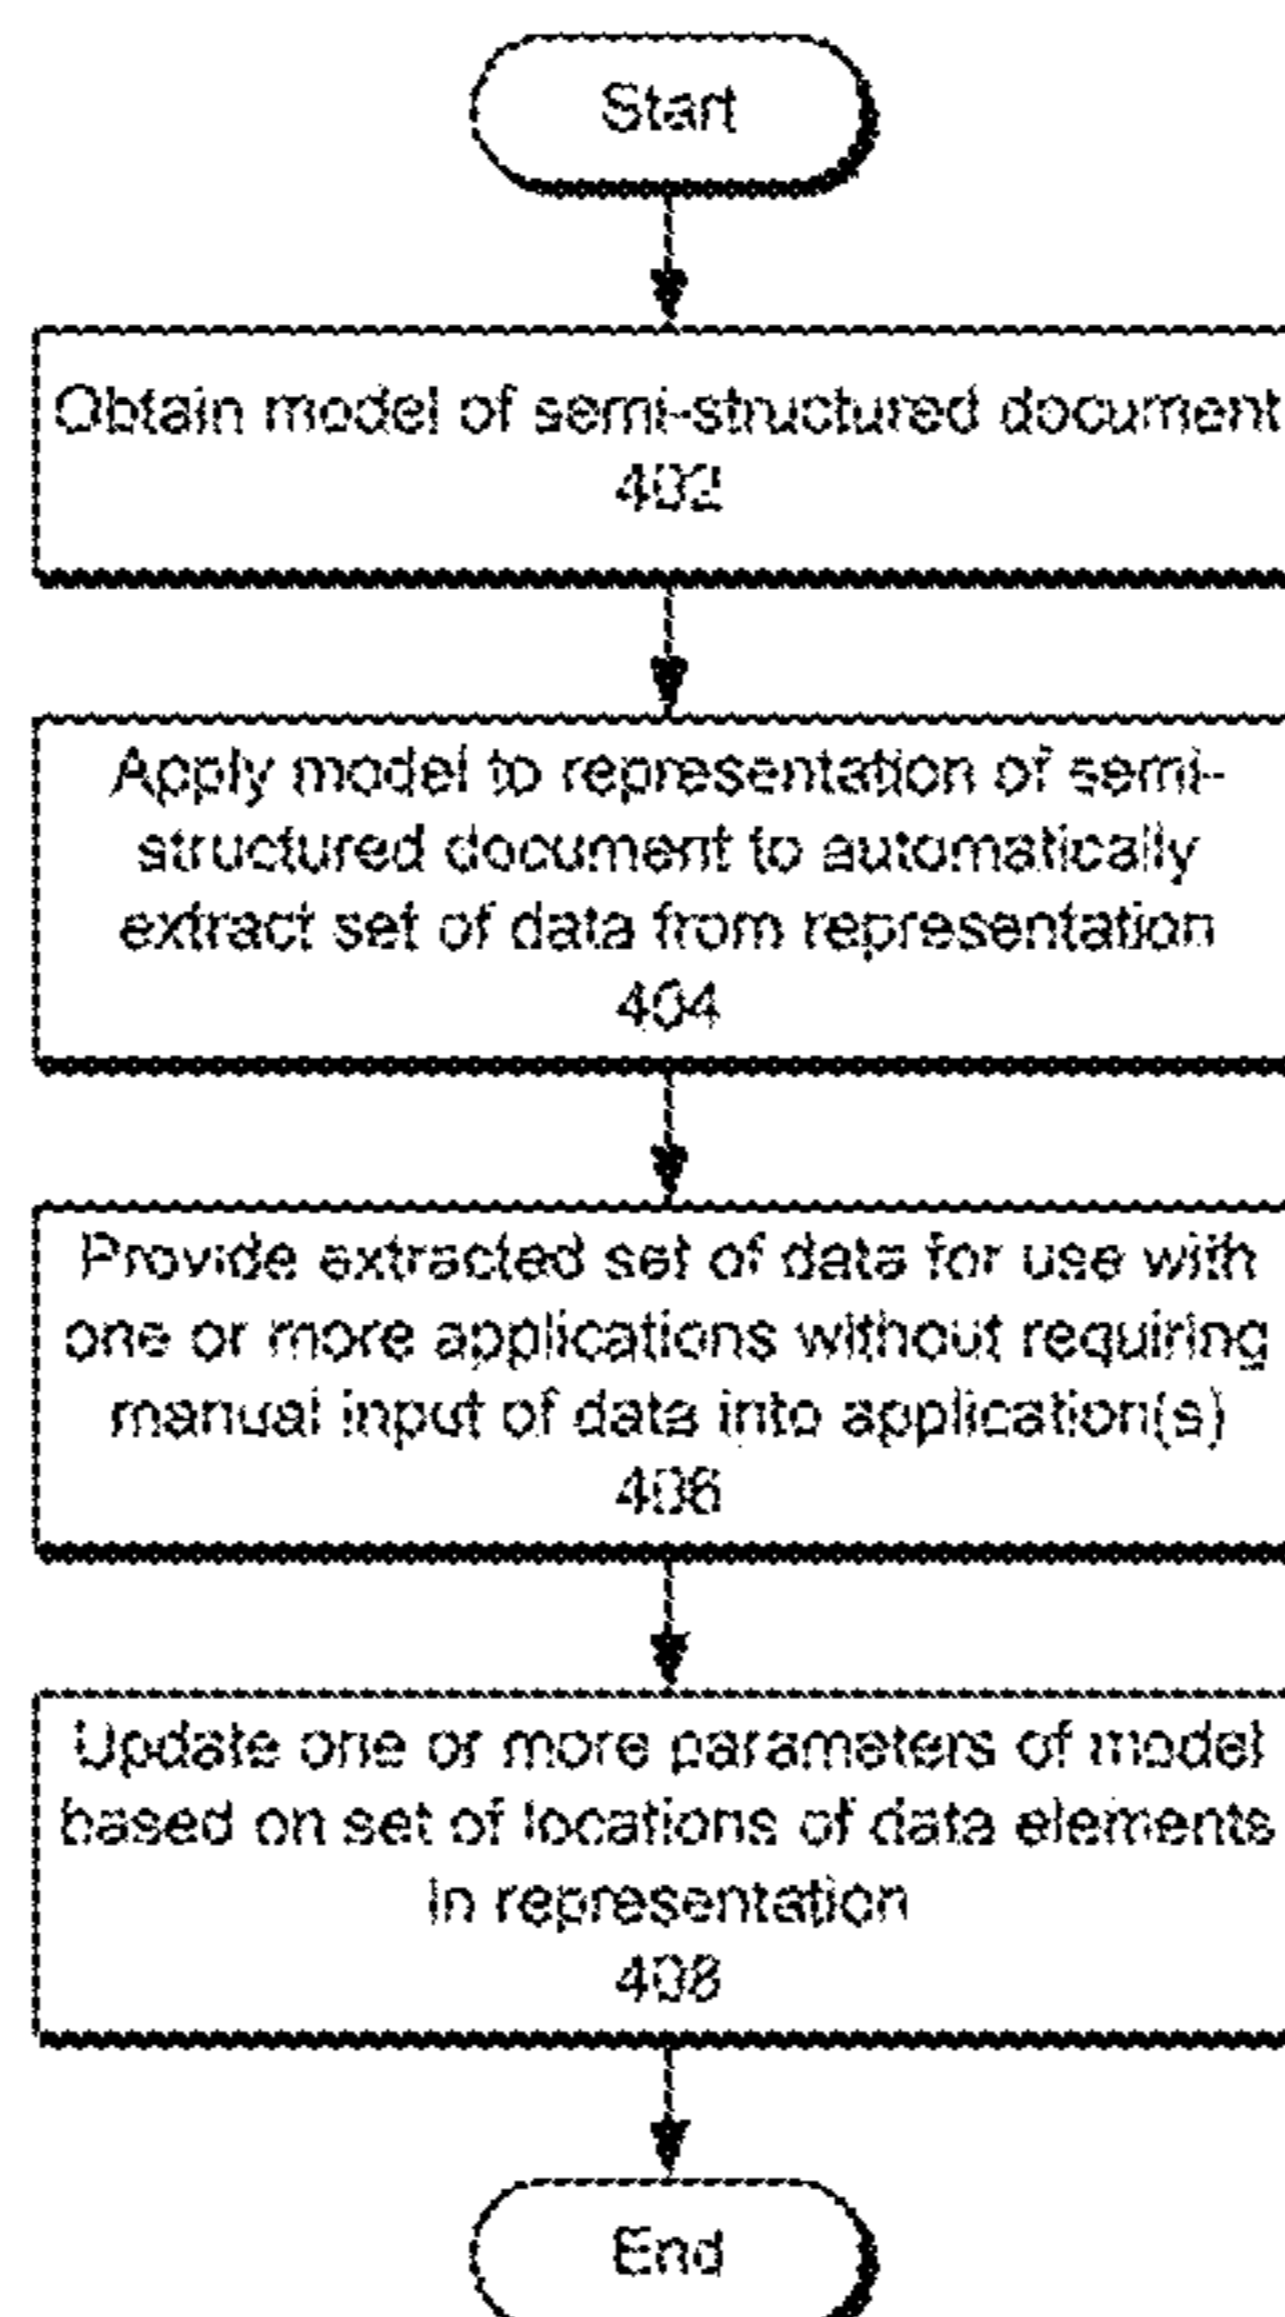 Start
Obtain model of semi-structured document
402
Apply model to representation of semi-
structured document to automatically
extract set of data from representation
404
Provide extracted set of data for use with
one or more applications without requiring
manual input of data into application(s)
406
Update one or more parameters of model
based on set of locations of data elements
in representation
408
End